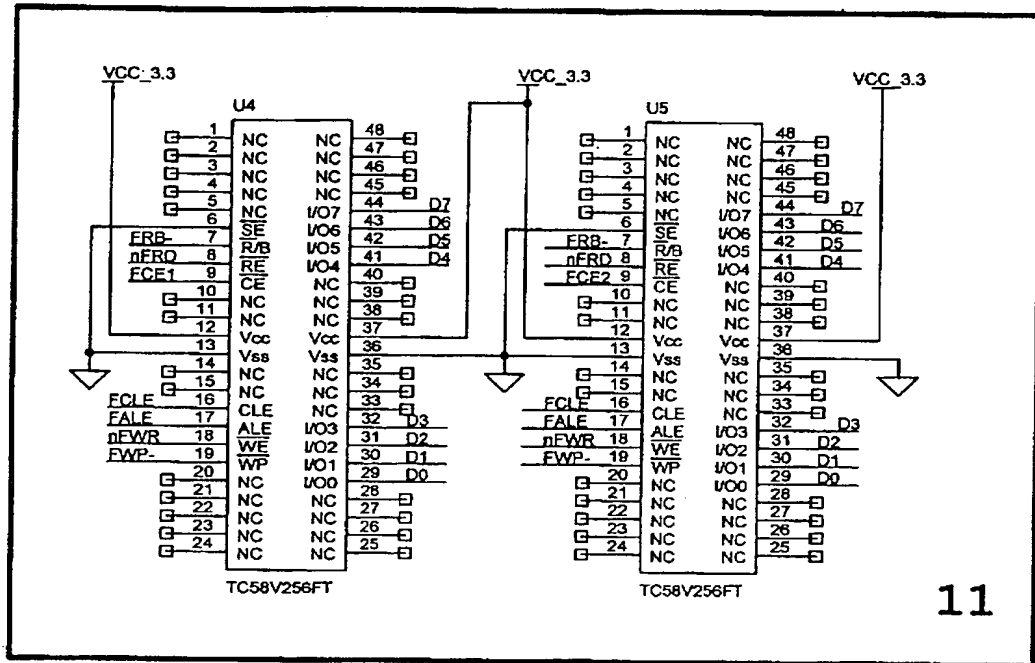 VCC_3.3
VCC_3.3
VCC_3.3
U4
1 NC NC 48
2 NC NC 47
3 NC NC 46
4 NC NC 45
5 NC I/O7 44 D7
6 SE I/O6 43 D6
FRB- 7 R/B I/O5 42 D5
nFRD 8 RE I/O4 41 D4
FCE1 9 CE NC 40
10 NC NC 39
11 NC NC 38
12 Vcc Vcc 37
13 Vss Vss 36
14 NC NC 35
15 NC NC 34
FCLE 16 CLE NC 33
FALE 17 ALE I/O3 32 D3
nFWR 18 WE I/O2 31 D2
FWP- 19 WP I/O1 30 D1
20 NC I/O0 29 D0
21 NC NC 28
22 NC NC 27
23 NC NC 26
24 NC NC 25
TC58V256FT
U5
1 NC NC 48
2 NC NC 47
3 NC NC 46
4 NC NC 45
5 NC I/O7 44 D7
6 SE I/O6 43 D6
FRB- 7 R/B I/O5 42 D5
nFRD 8 RE I/O4 41 D4
FCE2 9 CE NC 40
10 NC NC 39
11 NC NC 38
12 Vcc Vcc 37
13 Vss Vss 36
14 NC NC 35
15 NC NC 34
FCLE 16 CLE NC 33
FALE 17 ALE I/O3 32 D3
nFWR 18 WE I/O2 31 D2
FWP- 19 WP I/O1 30 D1
20 NC I/O0 29 D0
21 NC NC 28
22 NC NC 27
23 NC NC 26
24 NC NC 25
TC58V256FT
11